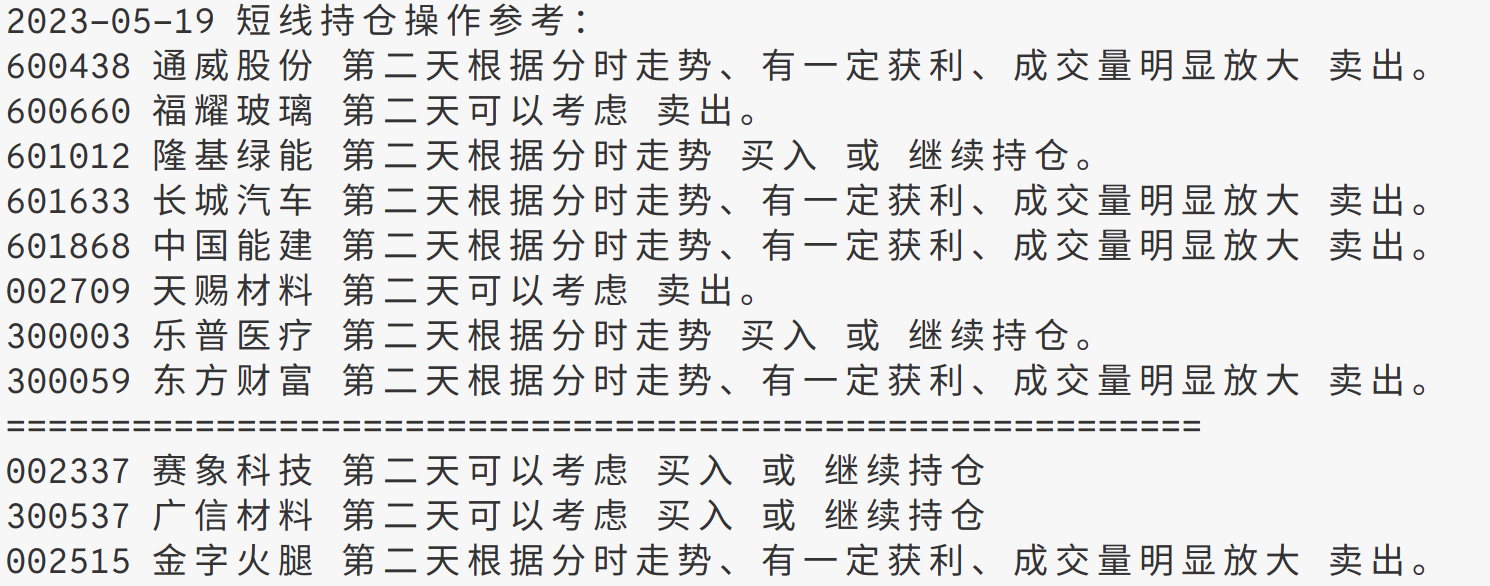 2023-05-19 短线持仓操作参考：
600438 通威股份 第二天根据分时走势、有一定获利、成交量明显放大 卖出。
600660 福耀玻璃 第二天可以考虑 卖出。
601012 隆基绿能 第二天根据分时走势 买入 或 继续持仓。
601633 长城汽车 第二天根据分时走势、有一定获利、成交量明显放大 卖出。
601868 中国能建 第二天根据分时走势、有一定获利、成交量明显放大 卖出。
002709 天赐材料 第二天可以考虑 卖出。
300003 乐普医疗 第二天根据分时走势 买入 或 继续持仓。
300059 东方财富 第二天根据分时走势、有一定获利、成交量明显放大 卖出。
=========================================================
002337 赛象科技 第二天可以考虑 买入 或 继续持仓
300537 广信材料 第二天可以考虑 买入 或 继续持仓
002515 金字火腿 第二天根据分时走势、有一定获利、成交量明显放大 卖出。